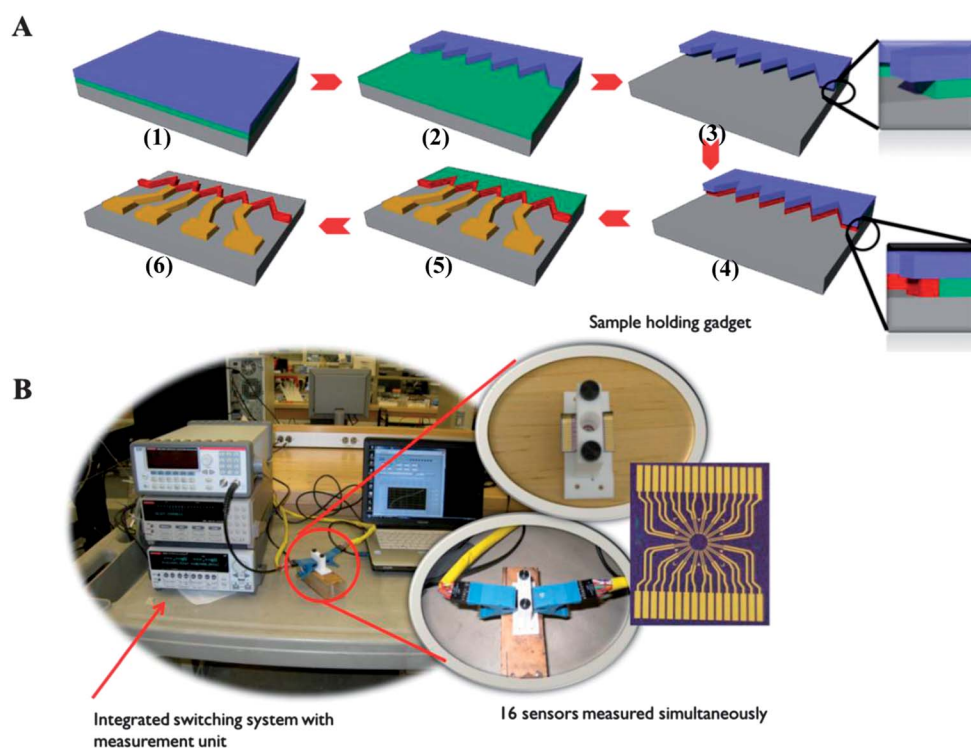 A
(1)
(2)
(3)
(6)
(5)
(4)
Sample holding gadget
B
Integrated switching system with
measurement unit
16 sensors measured simultaneously